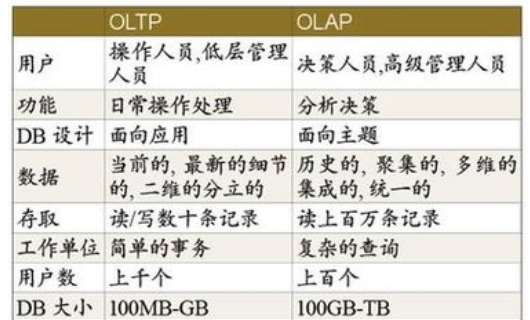 OLTP OLAP
用户 操作人员,低层管理人员 决策人员,高级管理人员
功能 日常操作处理 分析决策
DB 设计 面向应用 面向主题
数据 当前的, 最新的细节的, 二维的分立的 历史的, 聚集的, 多维的集成的, 统一的
存取 读/写数十条记录 读上百万条记录
工作单位 简单的事务 复杂的查询
用户数 上千个 上百个
DB 大小 100MB-GB 100GB-TB